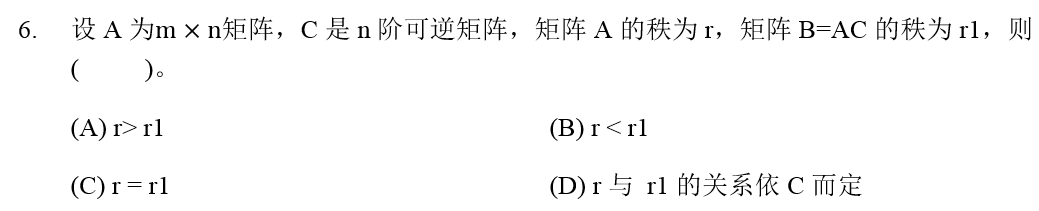 6. 设 A 为m × n矩阵，C 是 n 阶可逆矩阵，矩阵 A 的秩为 r，矩阵 B=AC 的秩为 r1，则
( )。
(A) r> r1 (B) r < r1
(C) r = r1 (D) r 与 r1 的关系依 C 而定